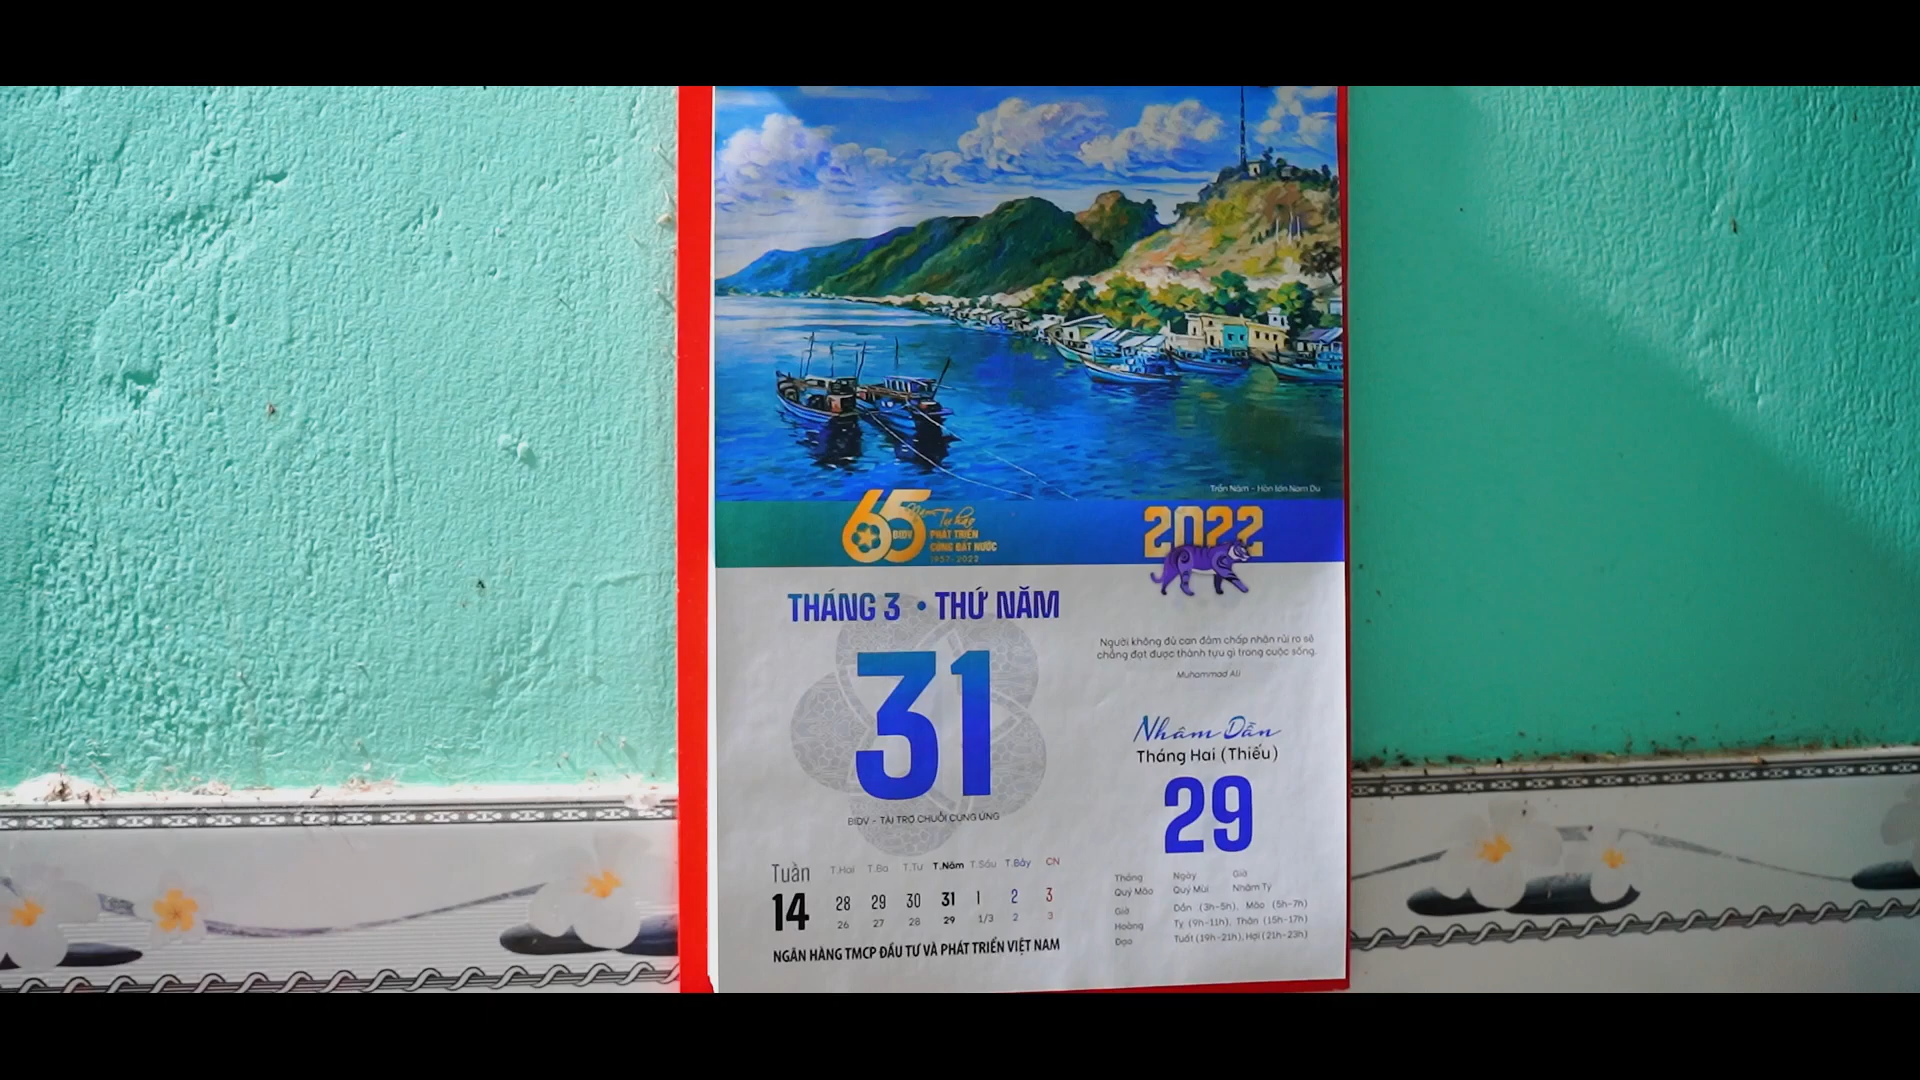 Trần Nam - Hòn lớn Nam Du
65 Năm Tự hào
BIDV
PHÁT TRIỂN
CÙNG ĐẤT NƯỚC
1957-2022
2022
THÁNG 3 • THỨ NĂM
31
BIDV - TÀI TRỢ CHUỖI CUNG ỨNG
Người không đủ can đảm chấp nhận rủi ro sẽ
chẳng đạt được thành tựu gì trong cuộc sống.
Muhammad Ali
Nhâm Dần
Tháng Hai (Thiếu)
29
Tuần
14
T.Hai T.Ba T.Tư T.Năm T.Sáu T.Bảy CN
28 29 30 31 1 2 3
26 27 28 29 1/3 2 3
NGÂN HÀNG TMCP ĐẦU TƯ VÀ PHÁT TRIỂN VIỆT NAM
Tháng Ngày Giờ
Quý Mão Quý Mùi Nhâm Tý
Giờ Dần (3h-5h), Mão (5h-7h)
Hoàng Tỵ (9h-11h), Thân (15h-17h)
Đạo Tuất (19h-21h), Hợi (21h-23h)